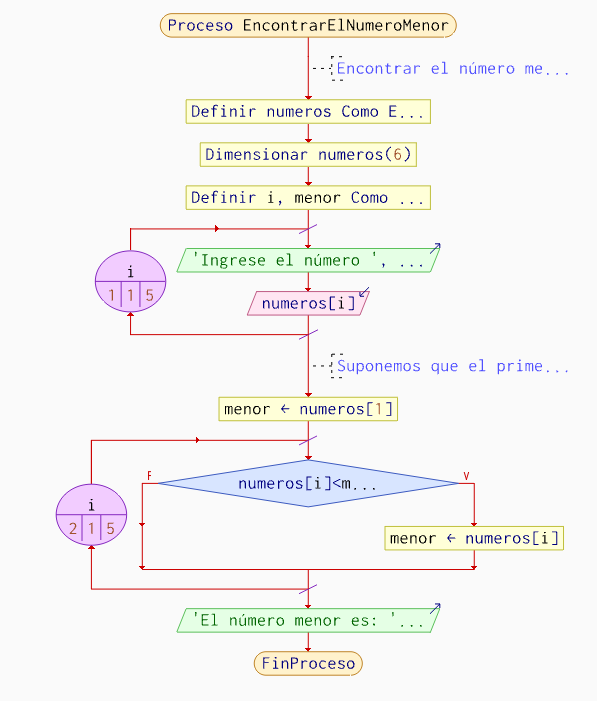 Proceso EncontrarElNumeroMenor
Encontrar el número me...
Definir numeros Como E...
Dimensionar numeros(6)
Definir i, menor Como ...
'Ingrese el número ', ...
i
1 1 5
numeros[i]
Suponemos que el prime...
menor ← numeros[1]
F
V
numeros[i]<m...
i
2 1 5
menor ← numeros[i]
'El número menor es: '...
FinProceso